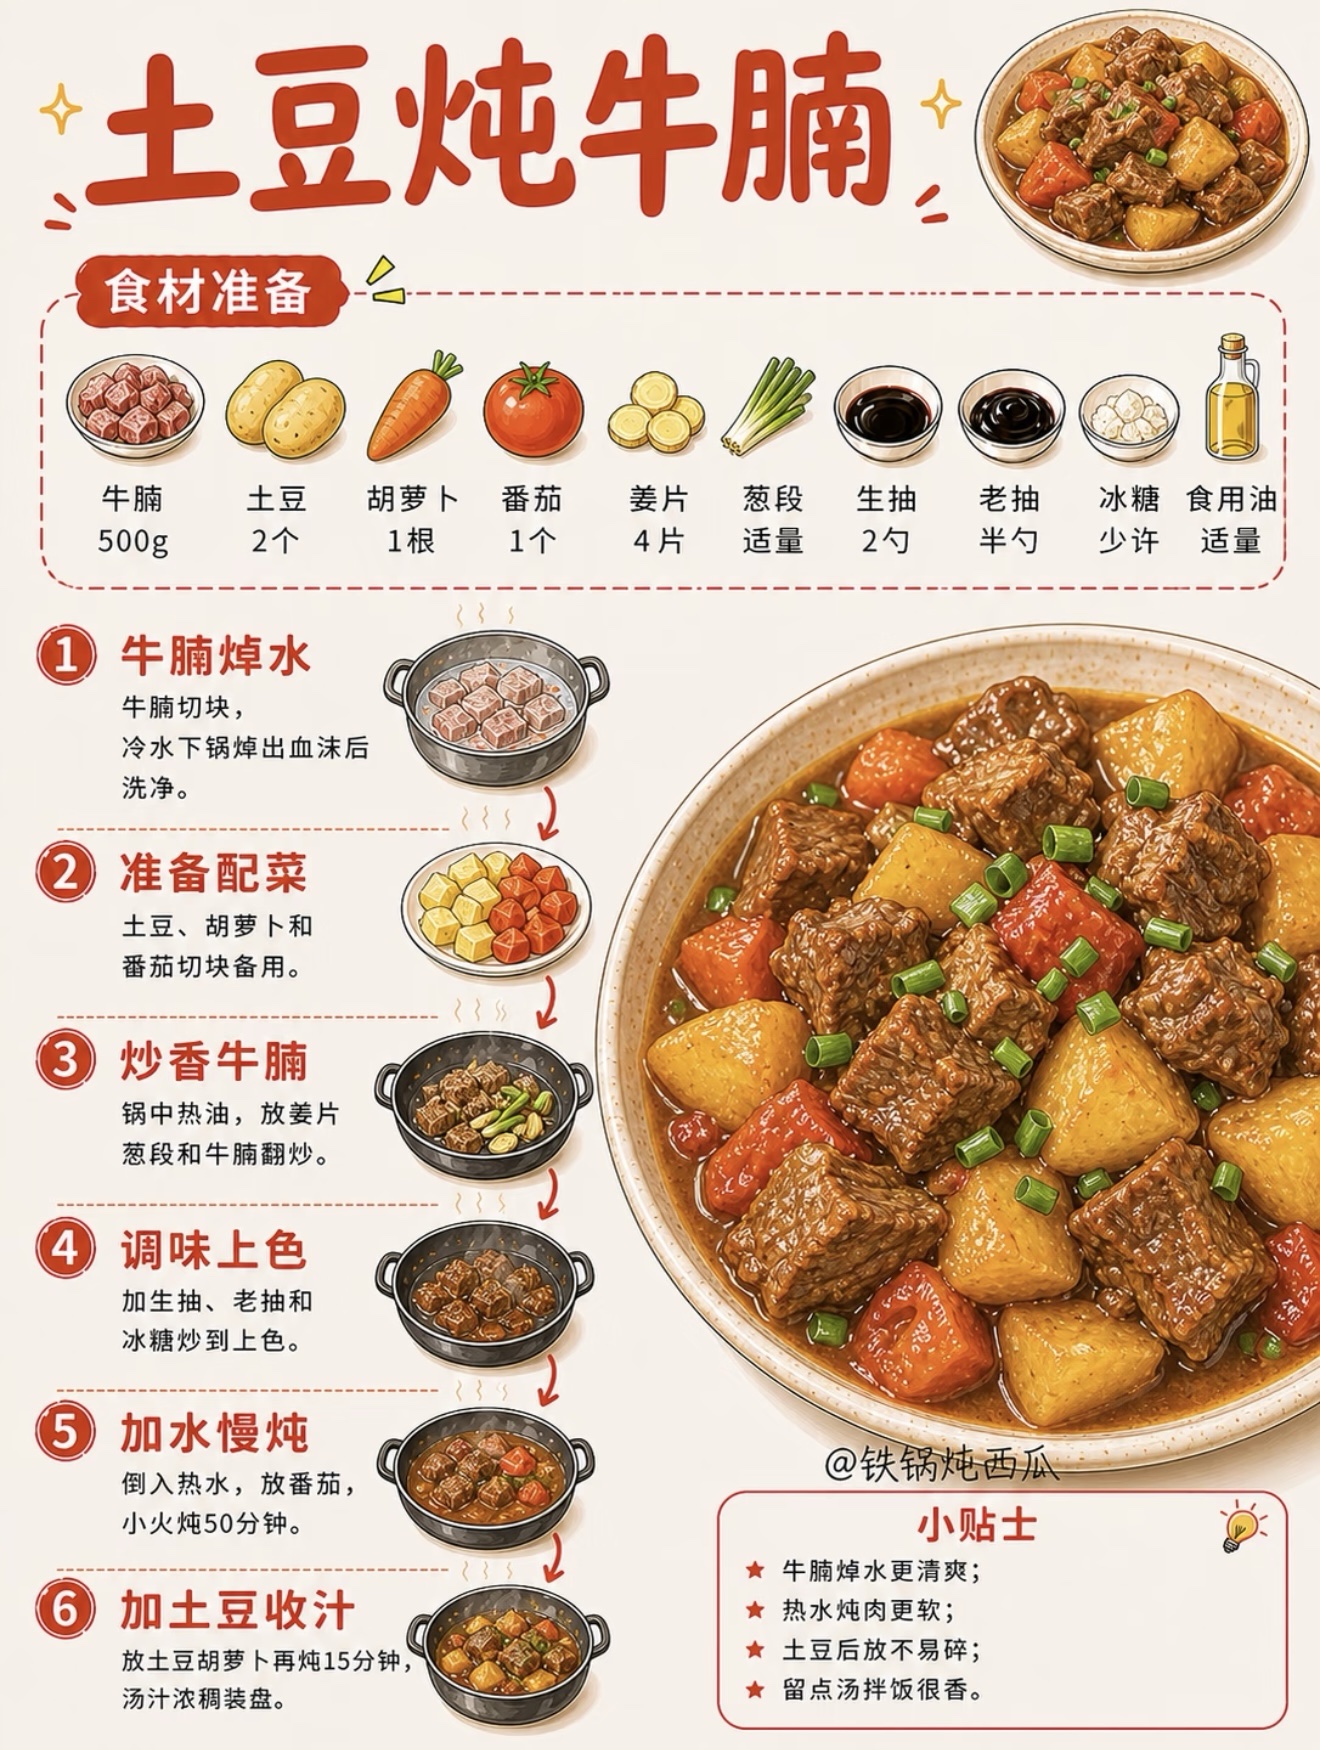 土豆炖牛腩
食材准备
牛腩 土豆 胡萝卜 番茄 姜片 葱段 生抽 老抽 冰糖 食用油
500g 2个 1根 1个 4片 适量 2勺 半勺 少许 适量
1 牛腩焯水
牛腩切块，
冷水下锅焯出血沫后
洗净。
2 准备配菜
土豆、胡萝卜和
番茄切块备用。
3 炒香牛腩
锅中热油，放姜片
葱段和牛腩翻炒。
4 调味上色
加生抽、老抽和
冰糖炒到上色。
5 加水慢炖
倒入热水，放番茄，
小火炖50分钟。
6 加土豆收汁
放土豆胡萝卜再炖15分钟，
汤汁浓稠装盘。
@铁锅炖西瓜
小贴士
★ 牛腩焯水更清爽；
★ 热水炖肉更软；
★ 土豆后放不易碎；
★ 留点汤拌饭很香。